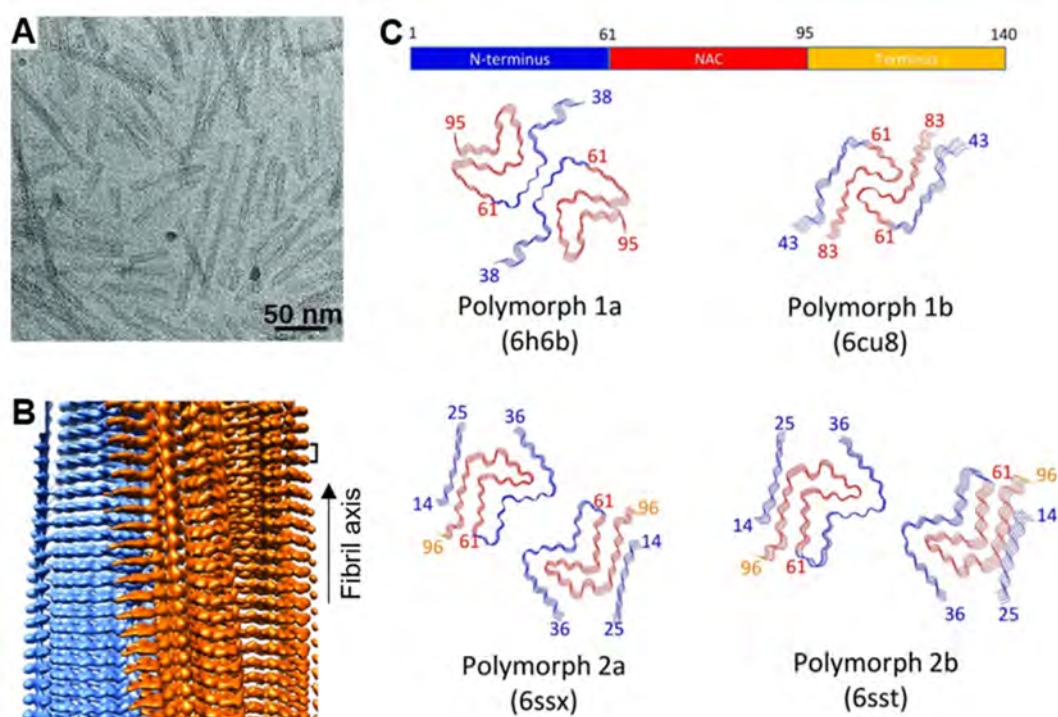 A
50 nm
B
Fibril axis
C
1 61 95 140
N-terminus NAC Terminus
95 38 61
61 95
38
Polymorph 1a
(6h6b)
61 83 43
43 83 61
Polymorph 1b
(6cu8)
25 36
14 61 96
96 61 14
36 25
Polymorph 2a
(6ssx)
25 36
61 96
14 14
96 61
36 25
Polymorph 2b
(6sst)